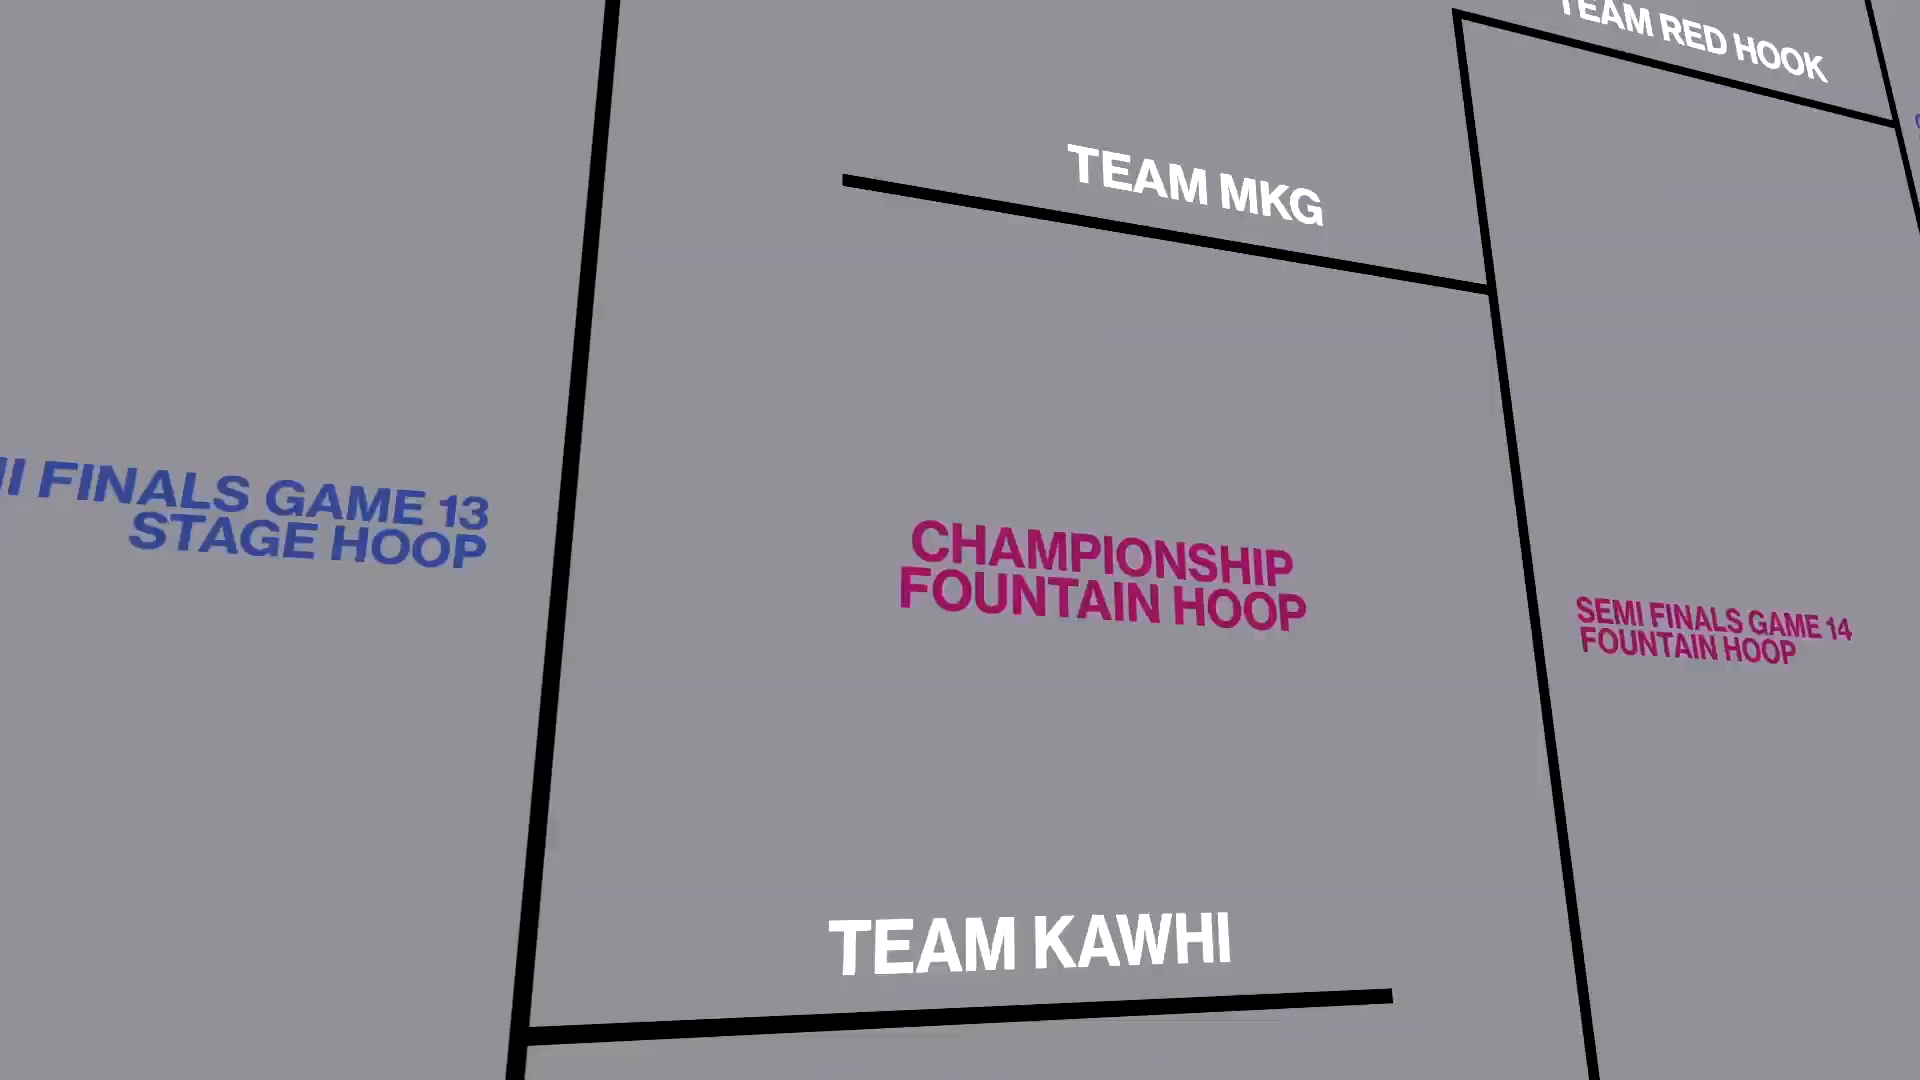 TEAM RED HOOK
TEAM MKG
FINALS GAME 13
STAGE HOOP
CHAMPIONSHIP
FOUNTAIN HOOP
SEMI FINALS GAME 14
FOUNTAIN HOOP
TEAM KAWHI